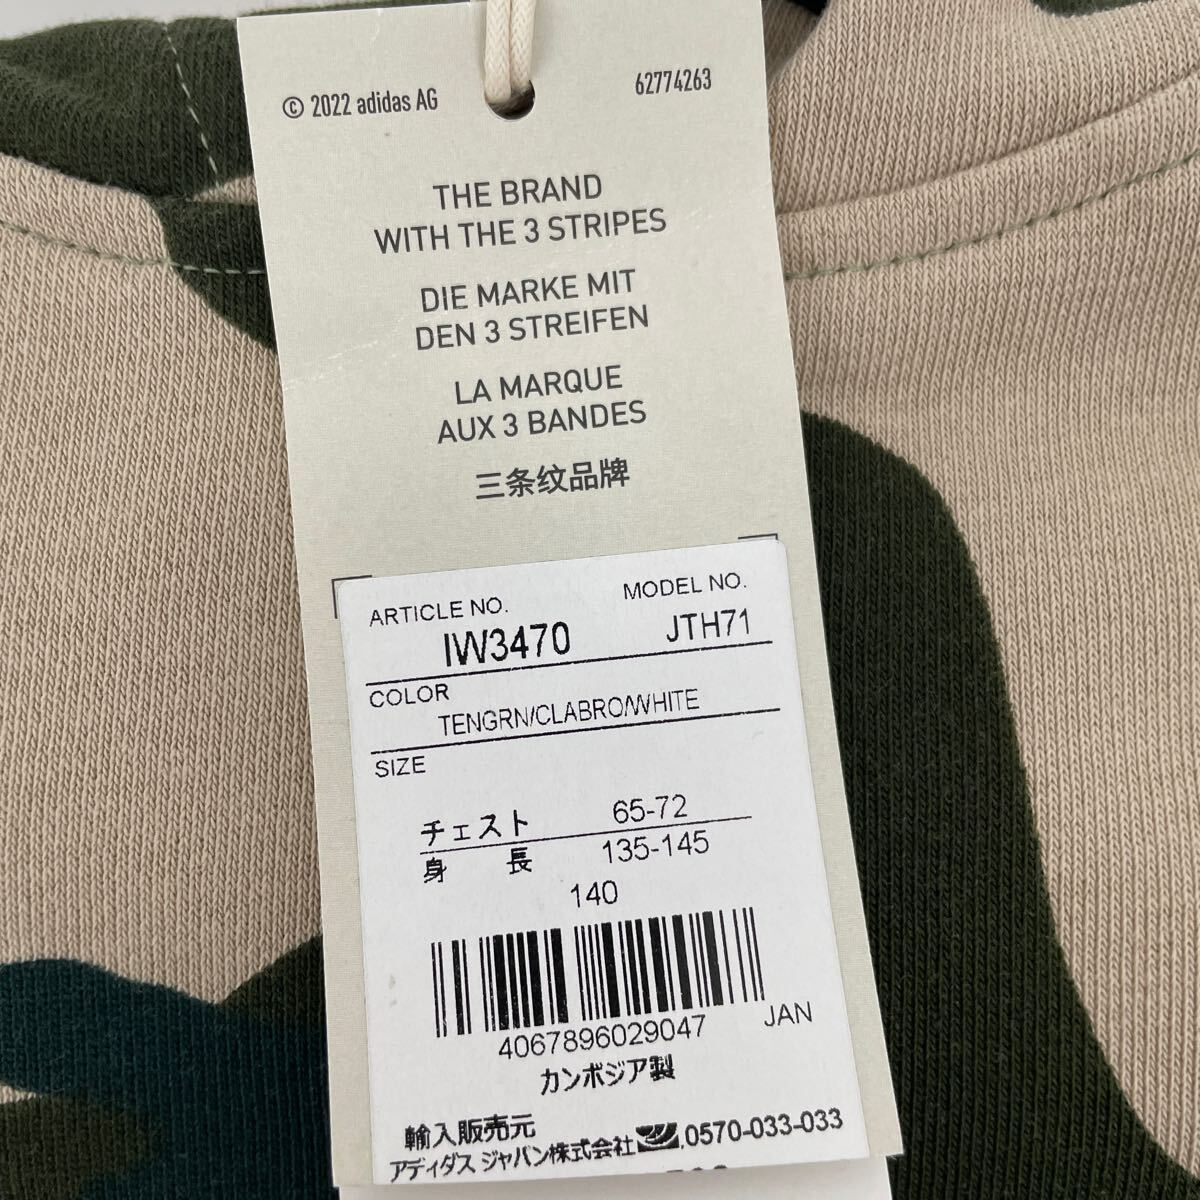 © 2022 adidas AG 62774263
THE BRAND
WITH THE 3 STRIPES
DIE MARKE MIT
DEN 3 STREIFEN
LA MARQUE
AUX 3 BANDES
三条纹品牌
ARTICLE NO. MODEL NO.
IW3470 JTH71
COLOR
TENGRN/CLABRO/WHITE
SIZE
チェスト 65-72
身長 135-145
140
4067896029047 JAN
カンボジア製
輸入販売元
アディダス ジャパン株式会社 0570-033-033